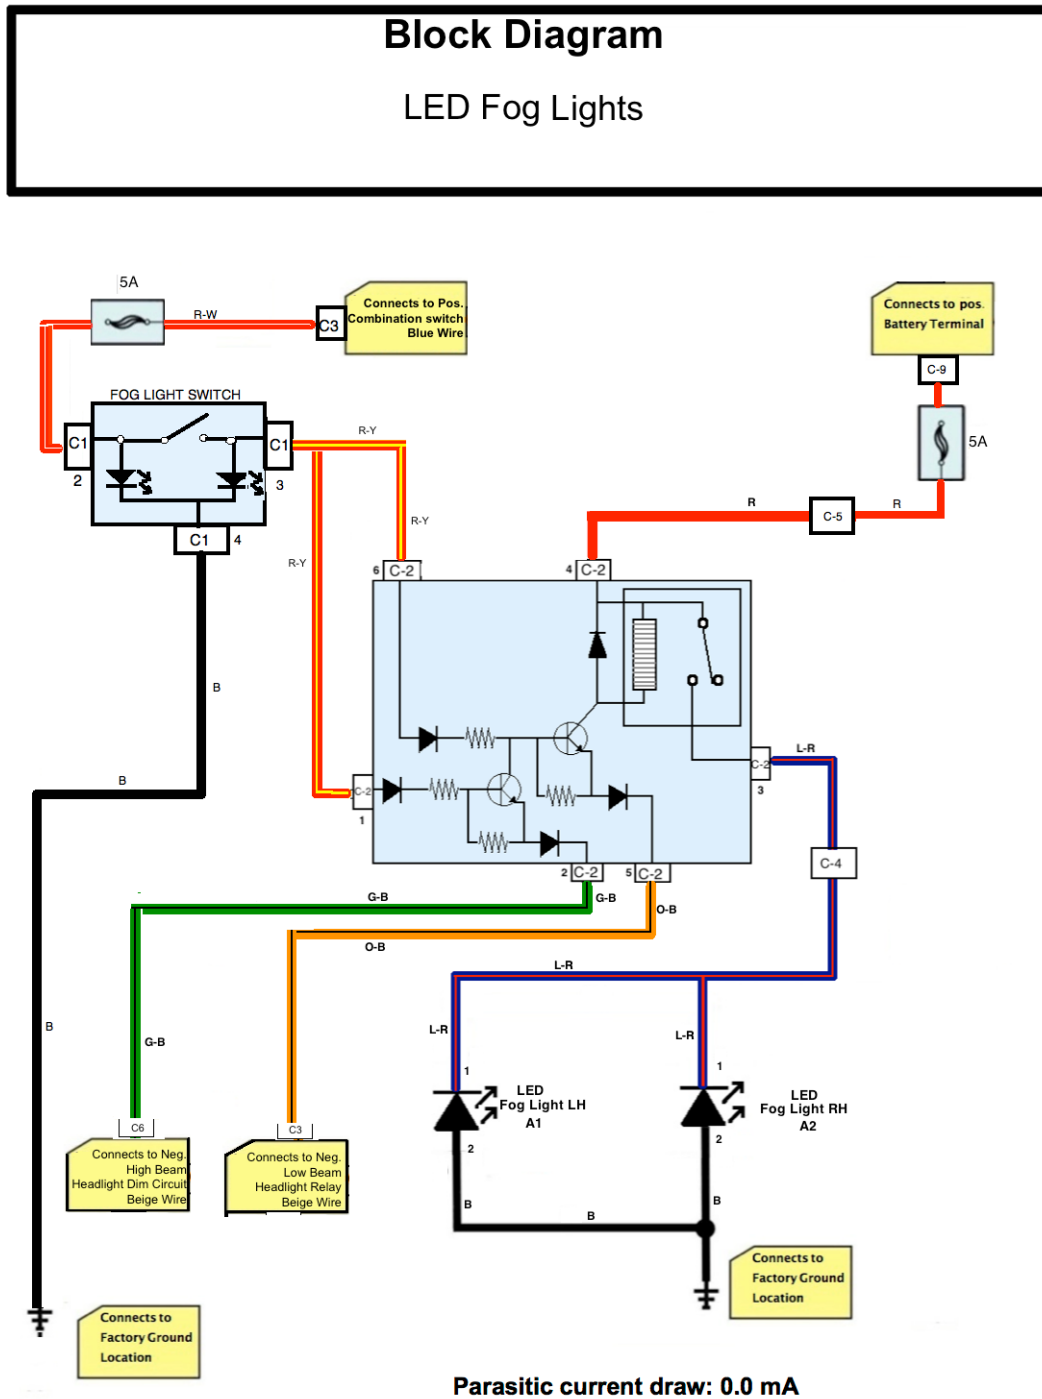 Block Diagram
LED Fog Lights
5A
R-W
C3
Connects to Pos.
Combination switch
Blue Wire
Connects to pos.
Battery Terminal
C-9
5A
FOG LIGHT SWITCH
C1
2
C1
3
C1
4
R-Y
R-Y
R-Y
R
C-5
R
6
C-2
4
C-2
B
B
B
C-2
1
C-2
3
L-R
C-4
2
C-2
5
C-2
G-B
G-B
O-B
O-B
G-B
L-R
L-R
L-R
1
LED
Fog Light LH
A1
2
1
LED
Fog Light RH
A2
2
B
B
B
C6
Connects to Neg.
High Beam
Headlight Dim Circuit
Beige Wire
C3
Connects to Neg.
Low Beam
Headlight Relay
Beige Wire
Connects to
Factory Ground
Location
Connects to
Factory Ground
Location
Parasitic current draw: 0.0 mA